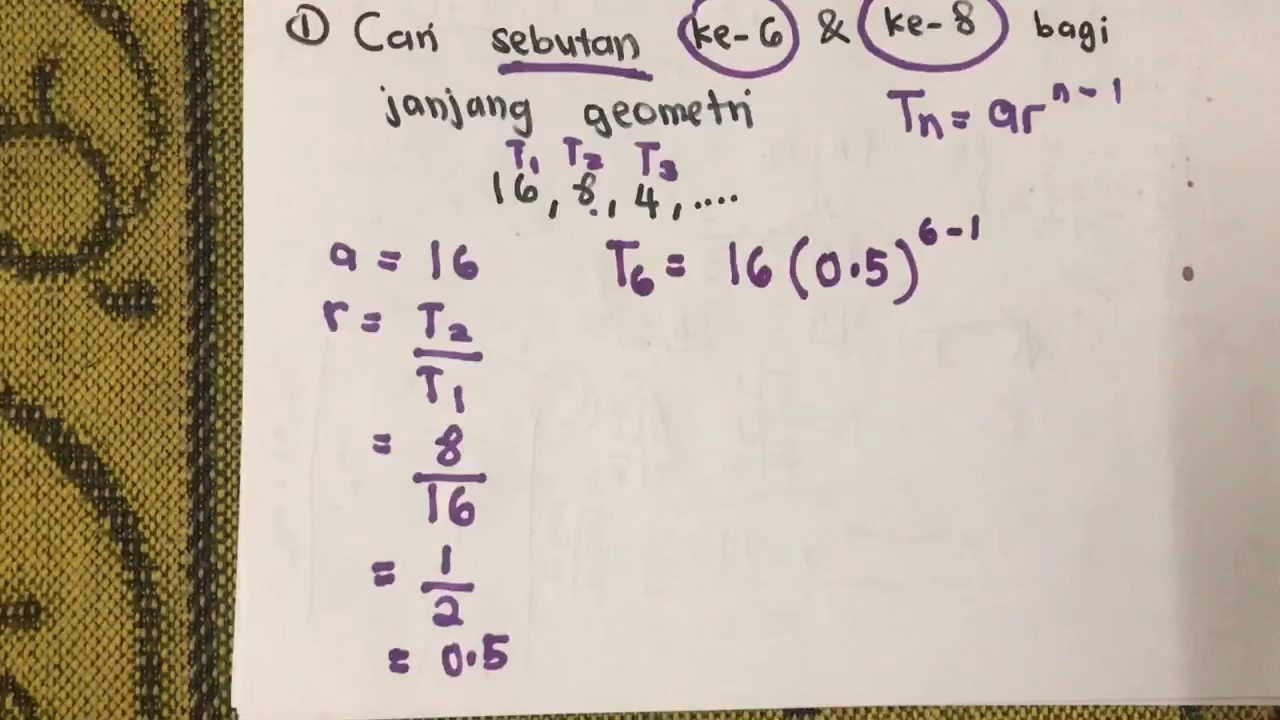 ① Cari sebutan ke-6 & ke-8 bagi
janjang geometri
Tn = ar^n-1
T1 T2 T3
16, 8, 4, ....
a = 16
T6 = 16 (0.5)^6-1
r = T2/T1
= 8/16
= 1/2
= 0.5